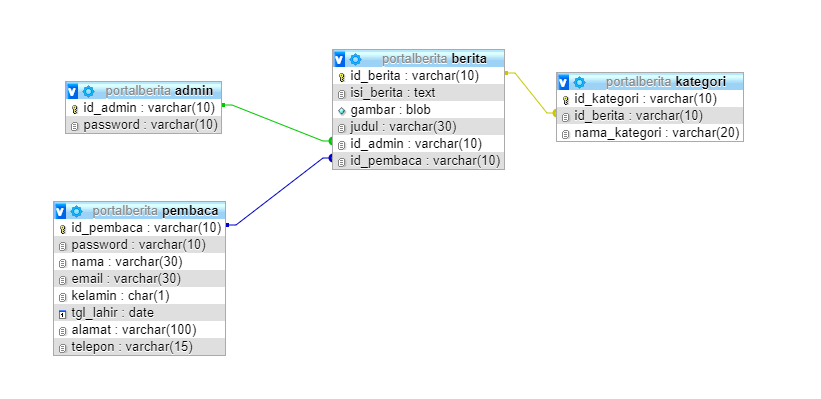 portalberita admin
id_admin : varchar(10)
password : varchar(10)
portalberita pembaca
id_pembaca : varchar(10)
password : varchar(10)
nama : varchar(30)
email : varchar(30)
kelamin : char(1)
tgl_lahir : date
alamat : varchar(100)
telepon : varchar(15)
portalberita berita
id_berita : varchar(10)
isi_berita : text
gambar : blob
judul : varchar(30)
id_admin : varchar(10)
id_pembaca : varchar(10)
portalberita kategori
id_kategori : varchar(10)
id_berita : varchar(10)
nama_kategori : varchar(20)